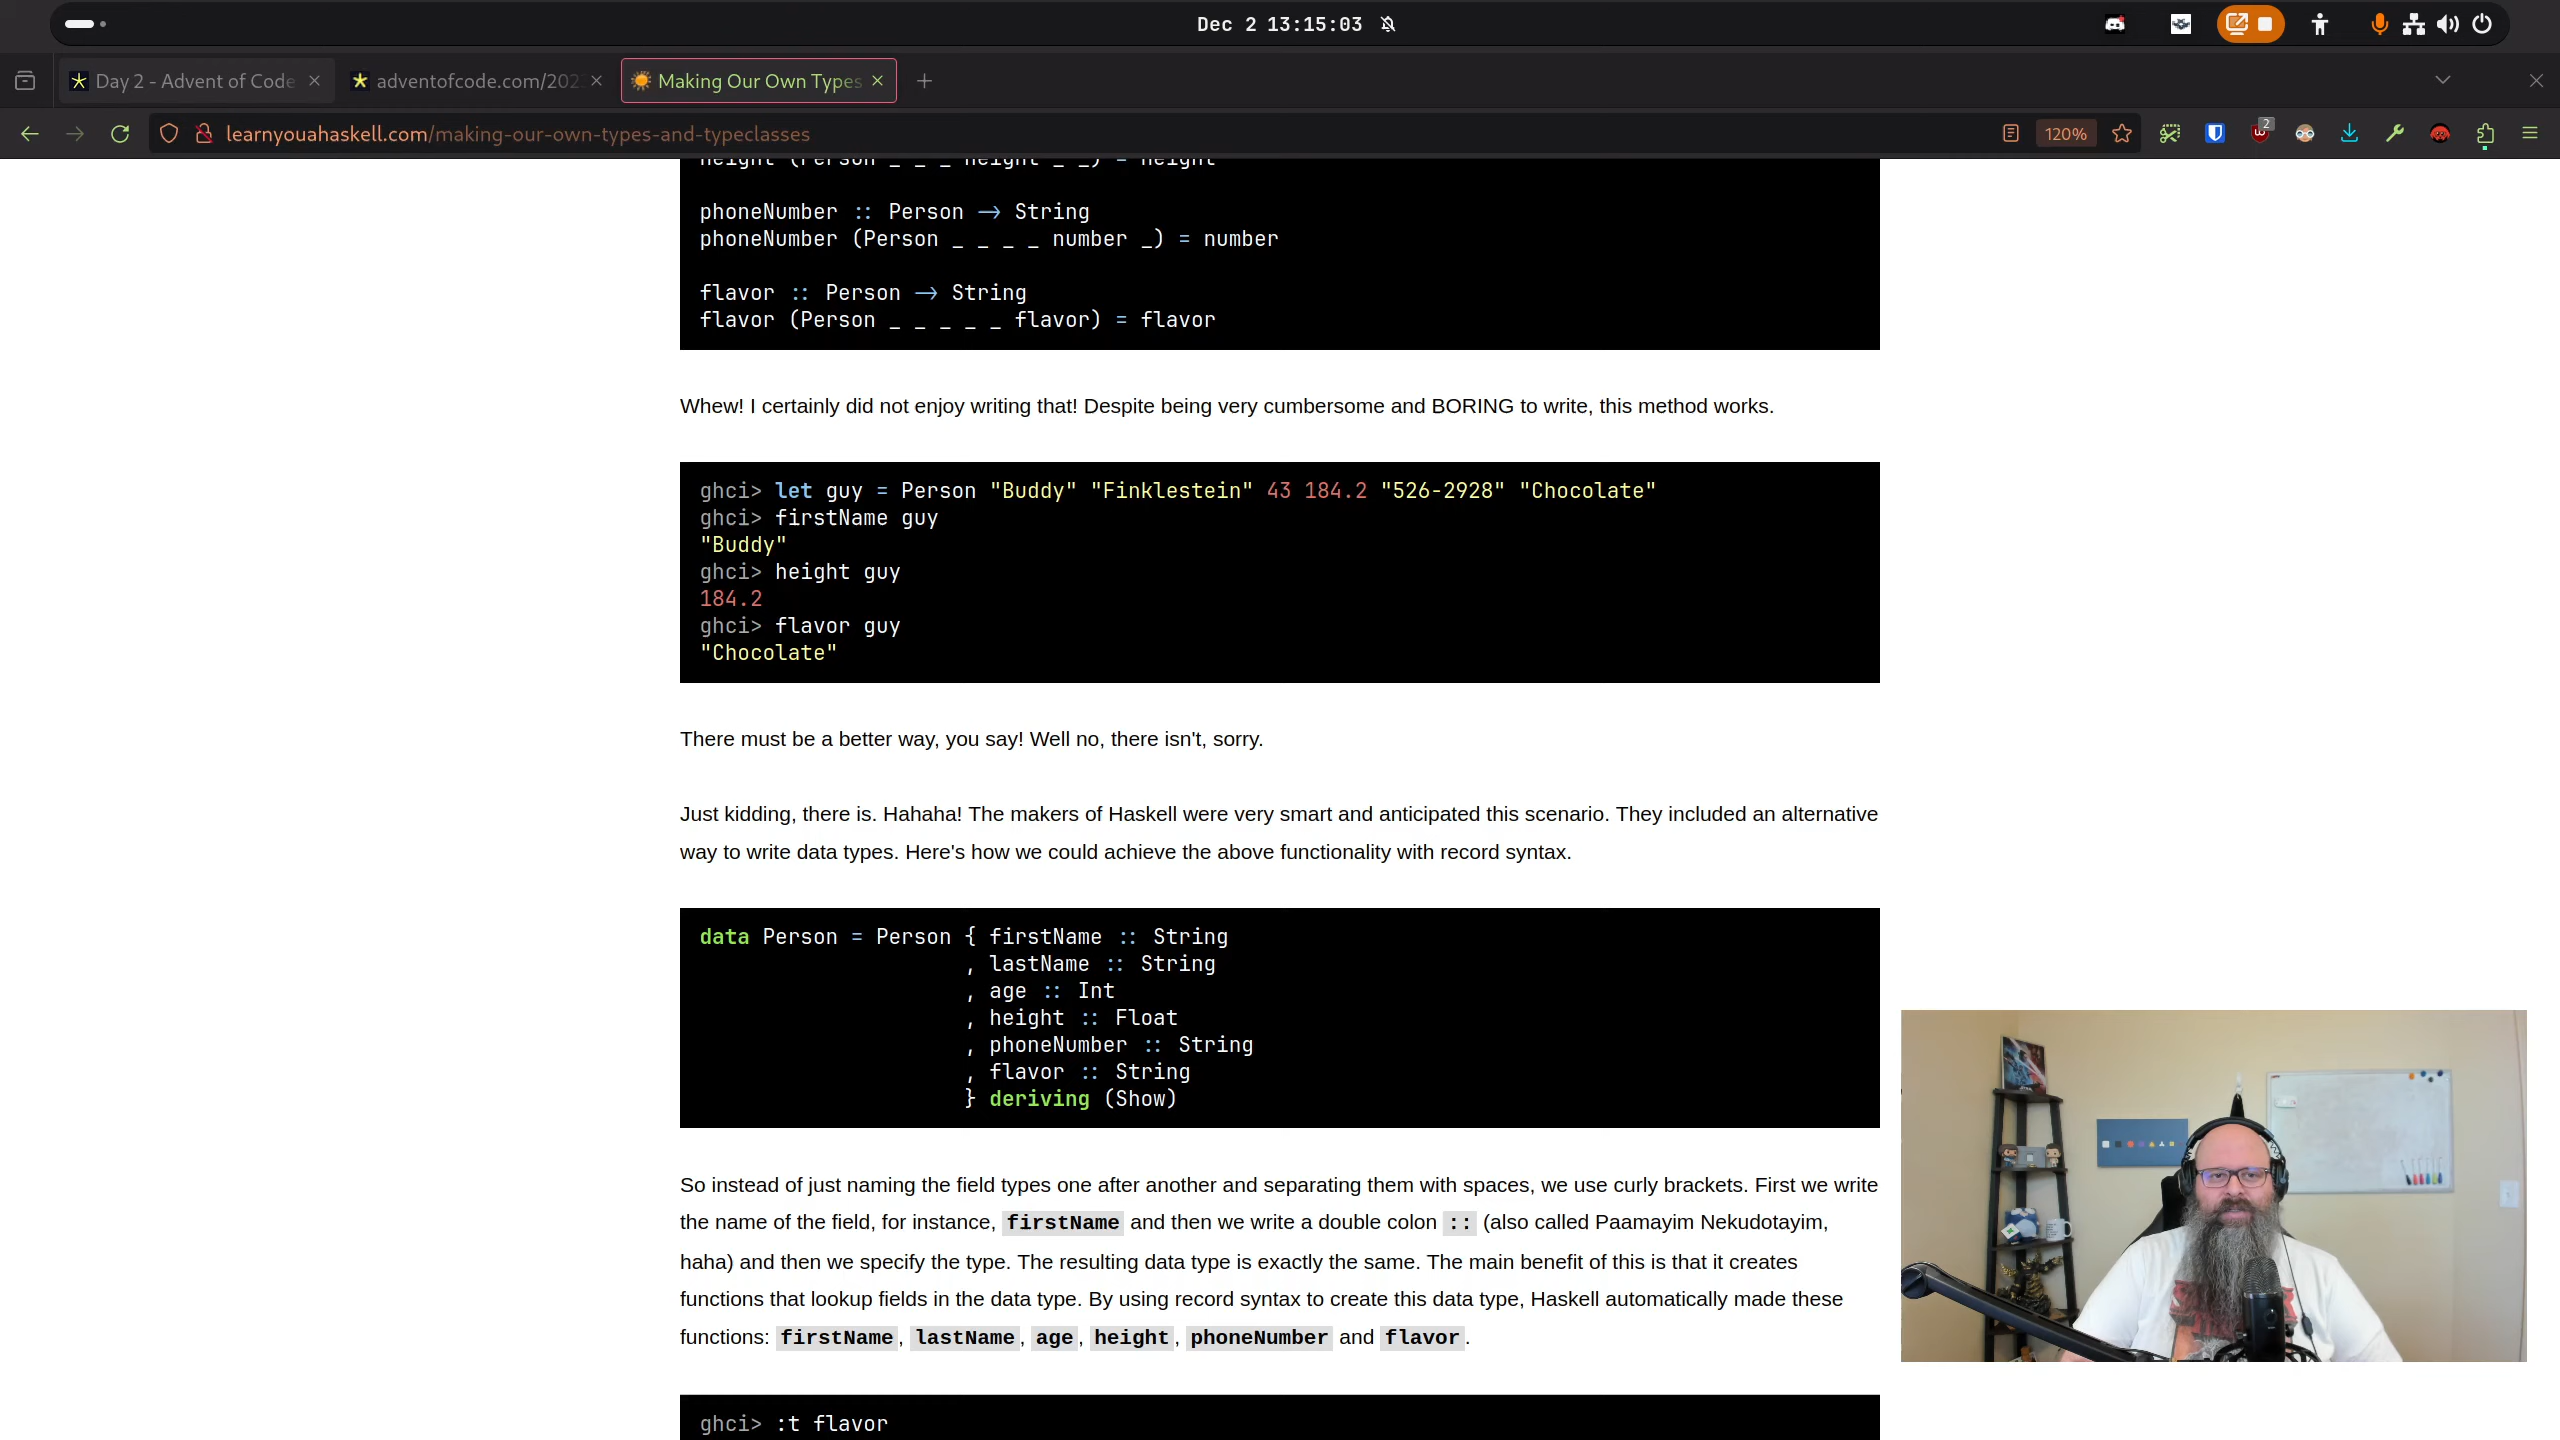 Dec 2 13:15:03
Day 2 - Advent of Code
adventofcode.com/202
Making Our Own Types
learnyouahaskell.com/making-our-own-types-and-typeclasses
120%
2
height (Person _ _ _ height _ _) = height
phoneNumber :: Person -> String
phoneNumber (Person _ _ _ _ number _) = number
flavor :: Person -> String
flavor (Person _ _ _ _ _ flavor) = flavor
Whew! I certainly did not enjoy writing that! Despite being very cumbersome and BORING to write, this method works.
ghci> let guy = Person "Buddy" "Finklestein" 43 184.2 "526-2928" "Chocolate"
ghci> firstName guy
"Buddy"
ghci> height guy
184.2
ghci> flavor guy
"Chocolate"
There must be a better way, you say! Well no, there isn't, sorry.
Just kidding, there is. Hahaha! The makers of Haskell were very smart and anticipated this scenario. They included an alternative
way to write data types. Here's how we could achieve the above functionality with record syntax.
data Person = Person { firstName :: String
, lastName :: String
, age :: Int
, height :: Float
, phoneNumber :: String
, flavor :: String
} deriving (Show)
So instead of just naming the field types one after another and separating them with spaces, we use curly brackets. First we write
the name of the field, for instance, firstName and then we write a double colon :: (also called Paamayim Nekudotayim,
haha) and then we specify the type. The resulting data type is exactly the same. The main benefit of this is that it creates
functions that lookup fields in the data type. By using record syntax to create this data type, Haskell automatically made these
functions: firstName, lastName, age, height, phoneNumber and flavor.
ghci> :t flavor